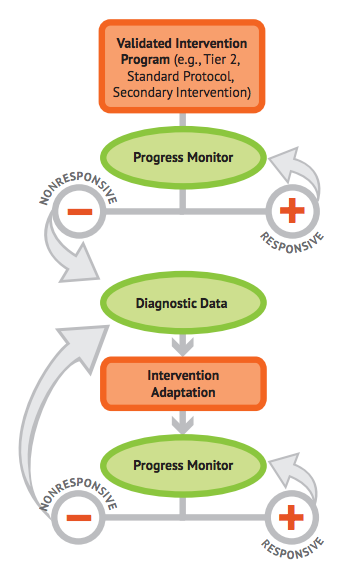 Validated Intervention
Program (e.g., Tier 2,
Standard Protocol,
Secondary Intervention)
Progress Monitor
NONRESPONSIVE
RESPONSIVE
Diagnostic Data
Intervention
Adaptation
Progress Monitor
NONRESPONSIVE
RESPONSIVE